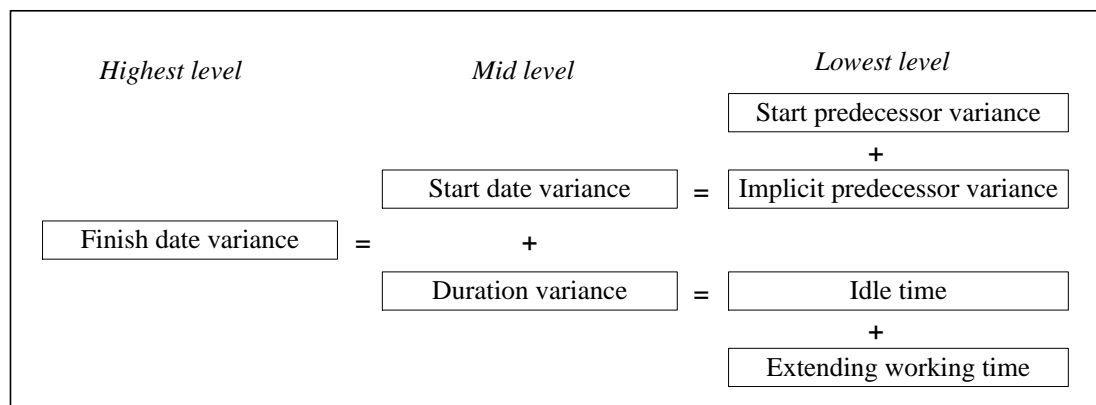 Highest level
Mid level
Lowest level
Start predecessor variance
+
Start date variance
=
Implicit predecessor variance
Finish date variance
=
+
Duration variance
=
Idle time
+
Extending working time